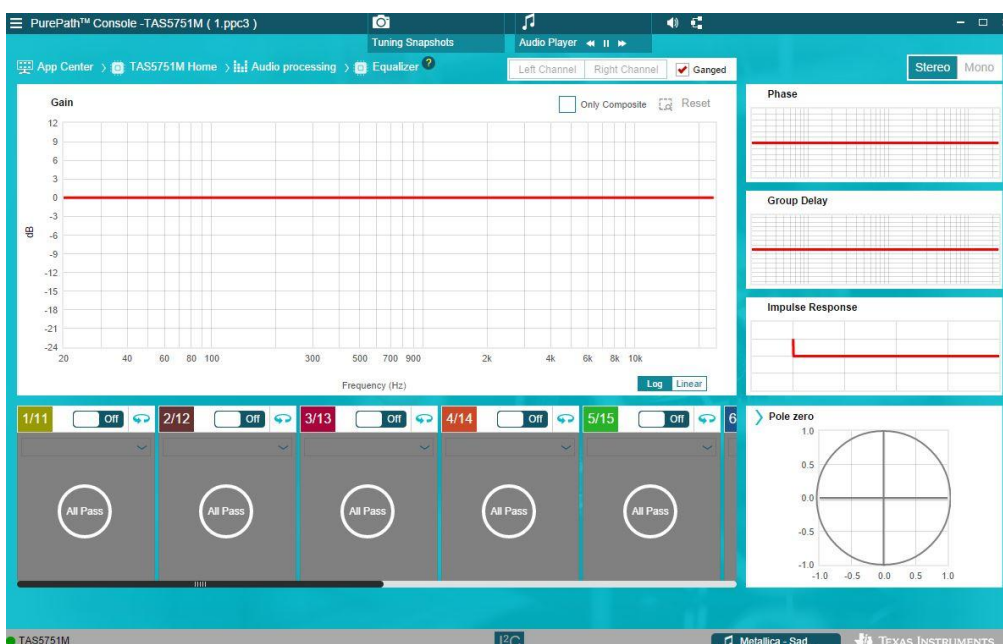 PurePath™ Console -TAS5751M ( 1.ppc3 )
Tuning Snapshots
Audio Player
App Center > TAS5751M Home > Audio processing > Equalizer ?
Left Channel Right Channel Ganged
Stereo Mono
Gain
Only Composite Reset
12
9
6
3
0
-3
-6
-9
-12
-15
-18
-21
-24
dB
20 40 60 80 100 300 500 700 900 2k 4k 6k 8k 10k
Frequency (Hz)
Log Linear
Phase
Group Delay
Impulse Response
1/11 Off 2/12 Off 3/13 Off 4/14 Off 5/15 Off 6
All Pass All Pass All Pass All Pass All Pass
Pole zero
1.0
0.5
0.0
-0.5
-1.0
-1.0 -0.5 0.0 0.5 1.0
TAS5751M
I²C
Metallica - Sad
TEXAS INSTRUMENTS